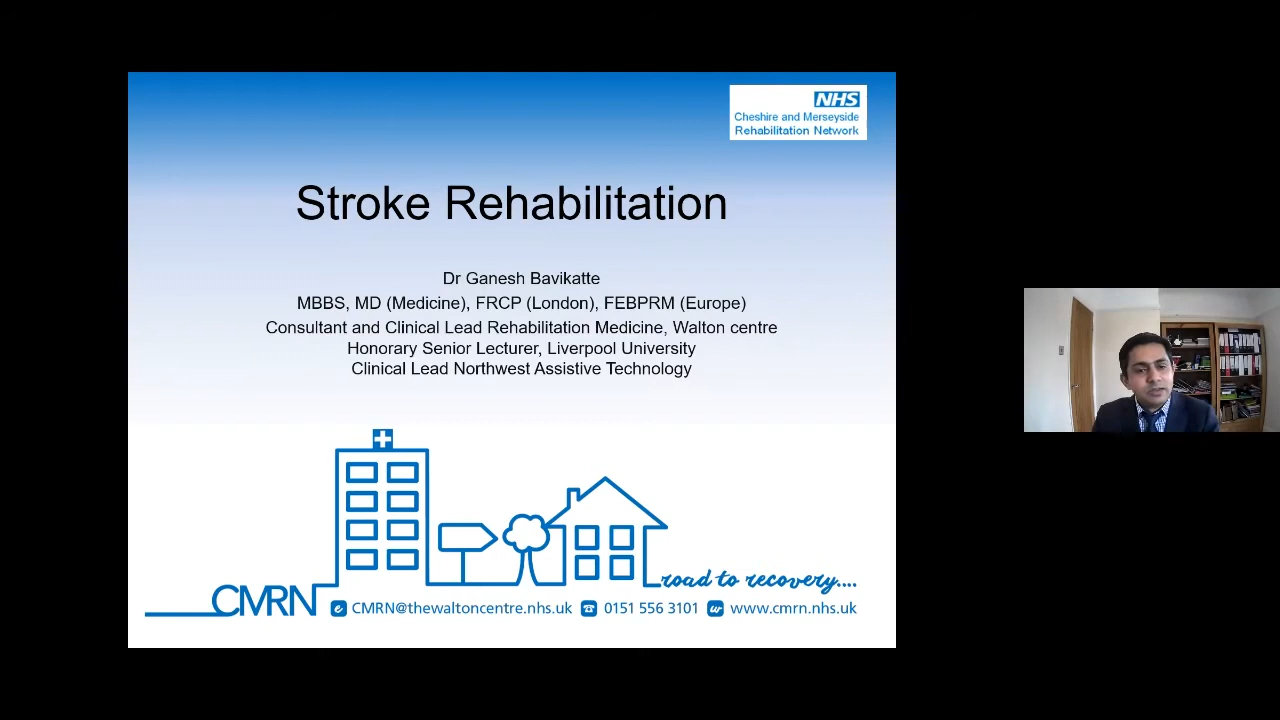 NHS
Cheshire and Merseyside
Rehabilitation Network
Stroke Rehabilitation
Dr Ganesh Bavikatte
MBBS, MD (Medicine), FRCP (London), FEBPRM (Europe)
Consultant and Clinical Lead Rehabilitation Medicine, Walton centre
Honorary Senior Lecturer, Liverpool University
Clinical Lead Northwest Assistive Technology
road to recovery....
CMRN
e CMRN@thewaltoncentre.nhs.uk ☎ 0151 556 3101 w www.cmrn.nhs.uk